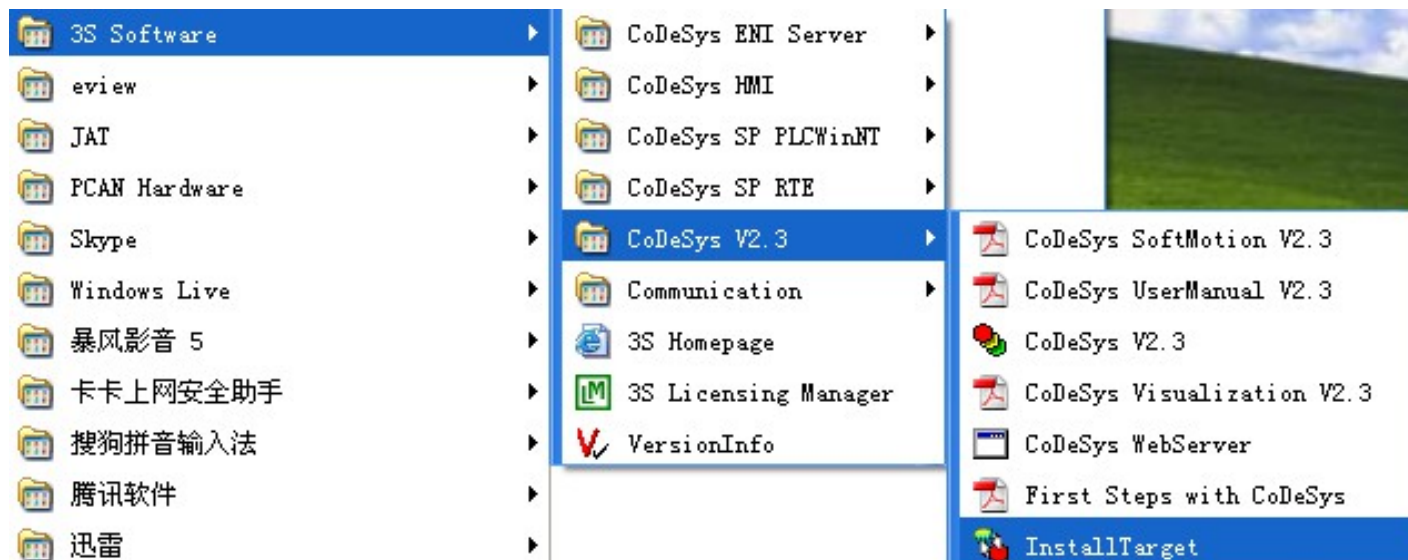 3S Software
eview
JAT
PCAN Hardware
Skype
Windows Live
暴风影音 5
卡卡上网安全助手
搜狗拼音输入法
腾讯软件
迅雷
CoDeSys ENI Server
CoDeSys HMI
CoDeSys SP PLCWinNT
CoDeSys SP RTE
CoDeSys V2.3
Communication
3S Homepage
3S Licensing Manager
VersionInfo
CoDeSys SoftMotion V2.3
CoDeSys UserManual V2.3
CoDeSys V2.3
CoDeSys Visualization V2.3
CoDeSys WebServer
First Steps with CoDeSys
InstallTarget